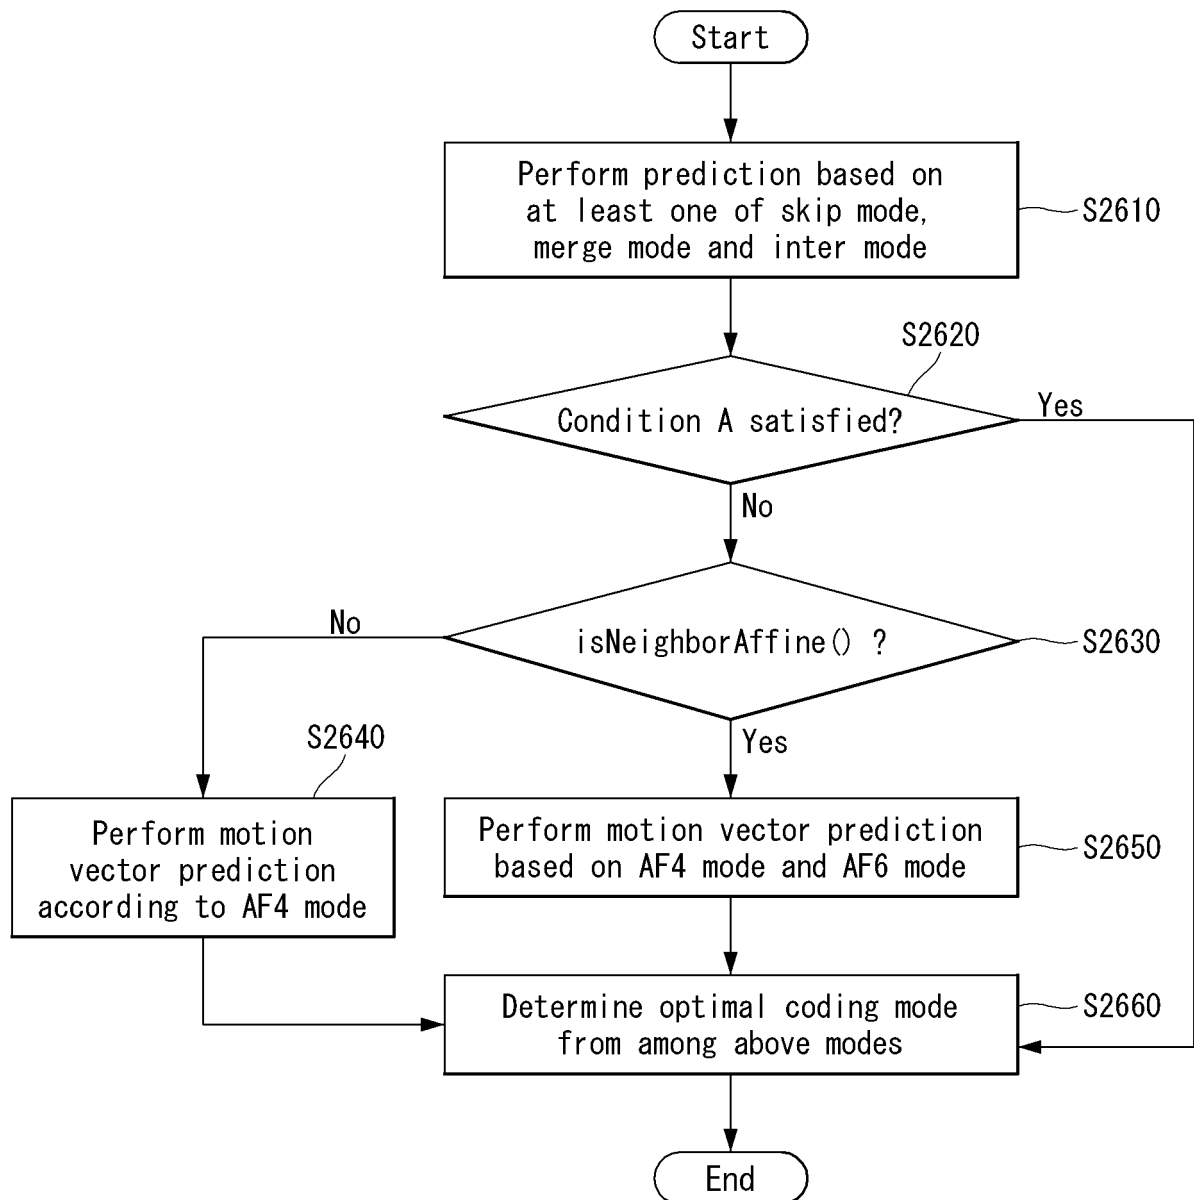 Start
Perform prediction based on
at least one of skip mode,
merge mode and inter mode
S2610
S2620
Condition A satisfied?
Yes
No
isNeighborAffine() ?
S2630
No
Yes
S2640
Perform motion
vector prediction
according to AF4 mode
Perform motion vector prediction
based on AF4 mode and AF6 mode
S2650
Determine optimal coding mode
from among above modes
S2660
End